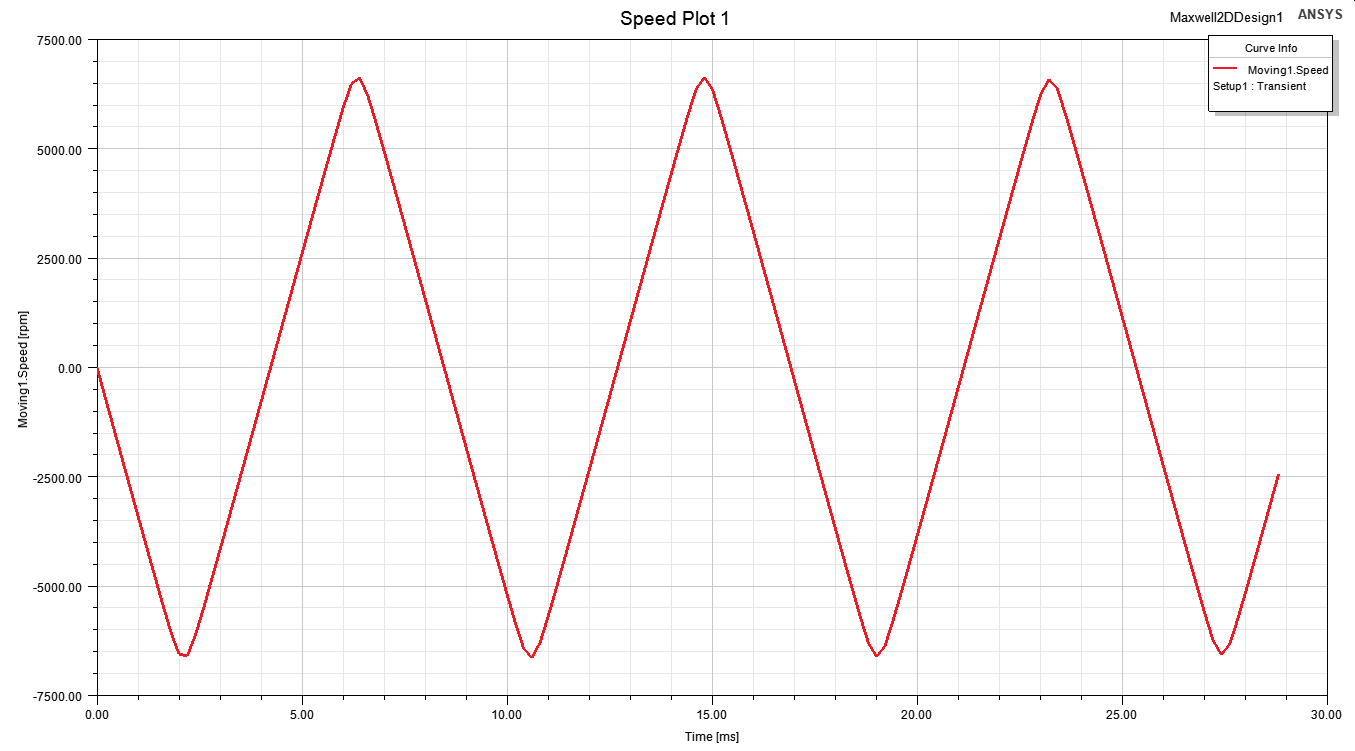 Speed Plot 1
Maxwell2DDesign1
ANSYS
Curve Info
Moving1.Speed
Setup1 : Transient
7500.00
5000.00
2500.00
0.00
-2500.00
-5000.00
-7500.00
Moving1.Speed [rpm]
0.00
5.00
10.00
15.00
20.00
25.00
30.00
Time [ms]